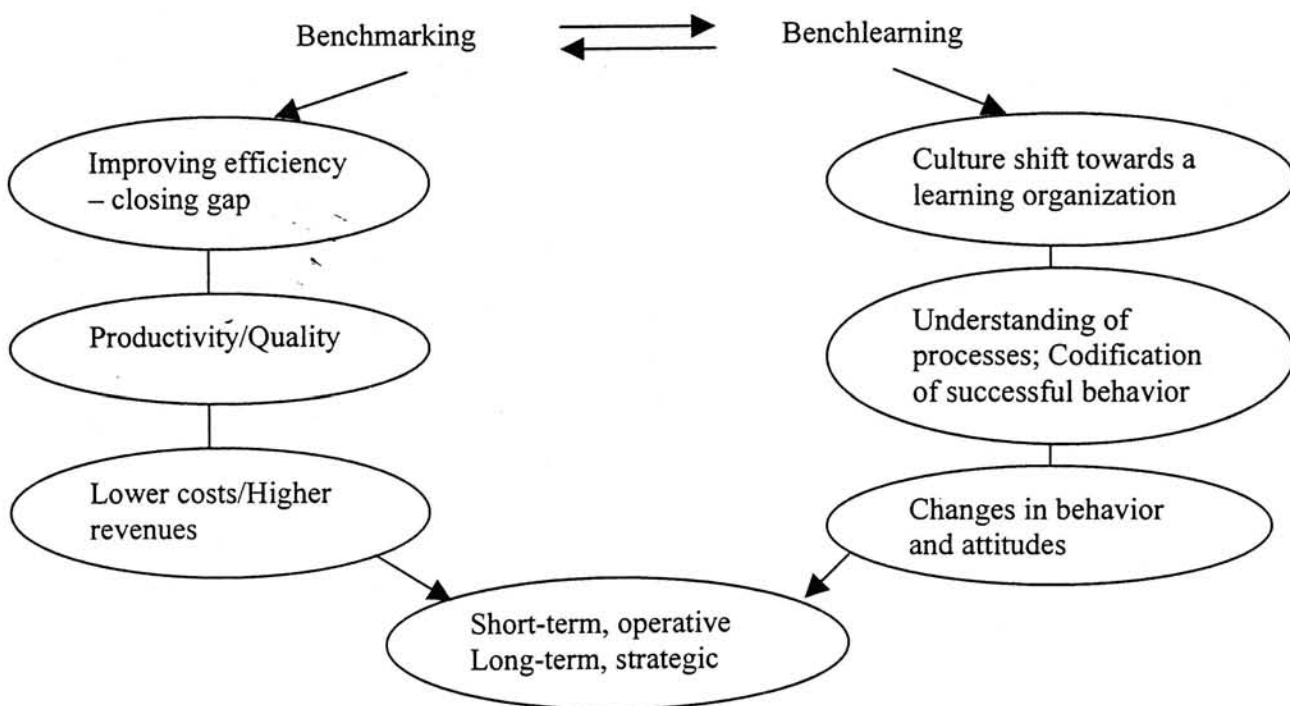 Benchmarking
Benchlearning
Improving efficiency
– closing gap
Culture shift towards a
learning organization
Productivity/Quality
Understanding of
processes; Codification
of successful behavior
Lower costs/Higher
revenues
Changes in behavior
and attitudes
Short-term, operative
Long-term, strategic